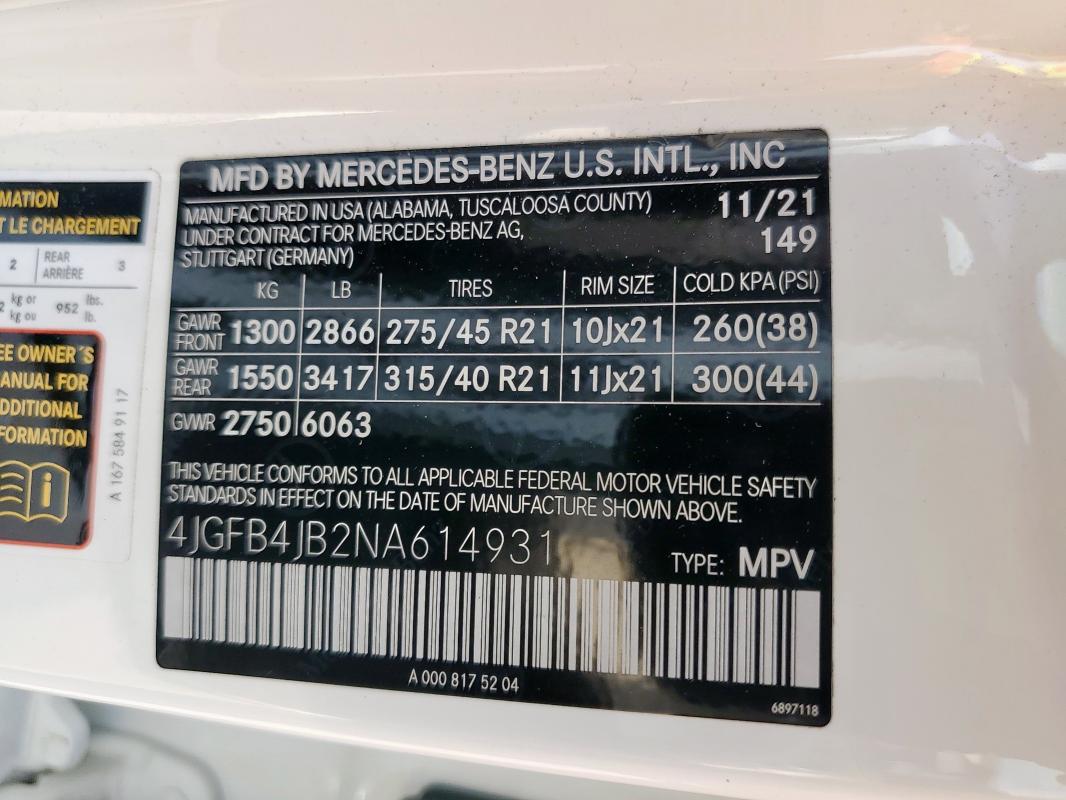 MATION
T LE CHARGEMENT
2 REAR ARRIÈRE 3
kg or kg ou 952 lbs. lb.
EE OWNER'S
ANUAL FOR
DDITIONAL
FORMATION
A 167 584 91 17
MFD BY MERCEDES-BENZ U.S. INTL., INC
MANUFACTURED IN USA (ALABAMA, TUSCALOOSA COUNTY) 11/21
UNDER CONTRACT FOR MERCEDES-BENZ AG, 149
STUTTGART (GERMANY)
KG LB TIRES RIM SIZE COLD KPA (PSI)
GAWR FRONT 1300 2866 275/45 R21 10Jx21 260(38)
GAWR REAR 1550 3417 315/40 R21 11Jx21 300(44)
GVWR 2750 6063
THIS VEHICLE CONFORMS TO ALL APPLICABLE FEDERAL MOTOR VEHICLE SAFETY
STANDARDS IN EFFECT ON THE DATE OF MANUFACTURE SHOWN ABOVE.
4JGFB4JB2NA614931 TYPE: MPV
A 000 817 52 04
6897118